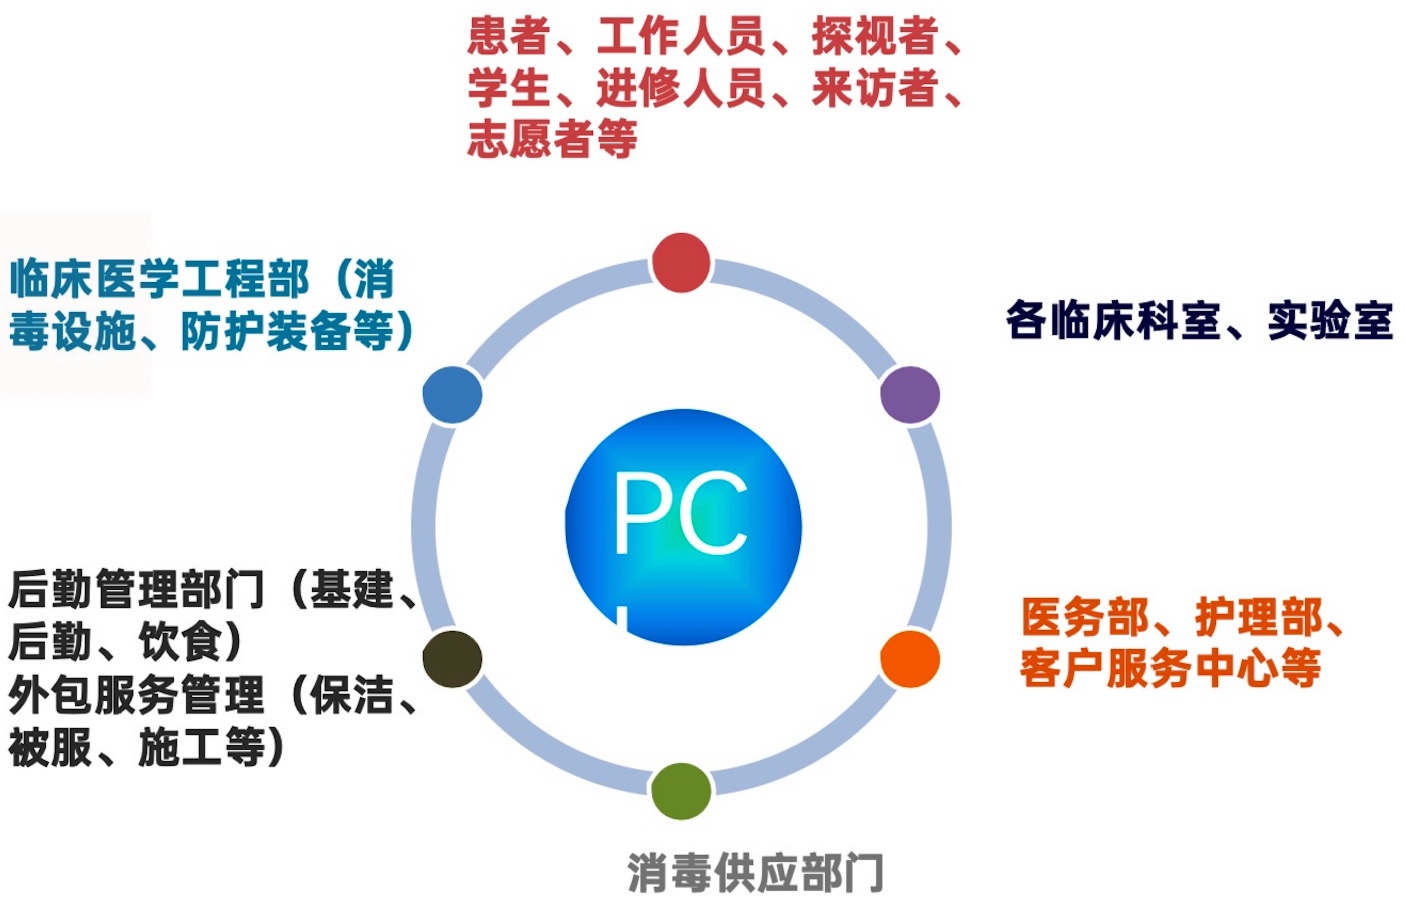 患者、工作人员、探视者、
学生、进修人员、来访者、
志愿者等
临床医学工程部（消
毒设施、防护装备等）
各临床科室、实验室
PC
后勤管理部门（基建、
后勤、饮食）
外包服务管理（保洁、
被服、施工等）
医务部、护理部、
客户服务中心等
消毒供应部门